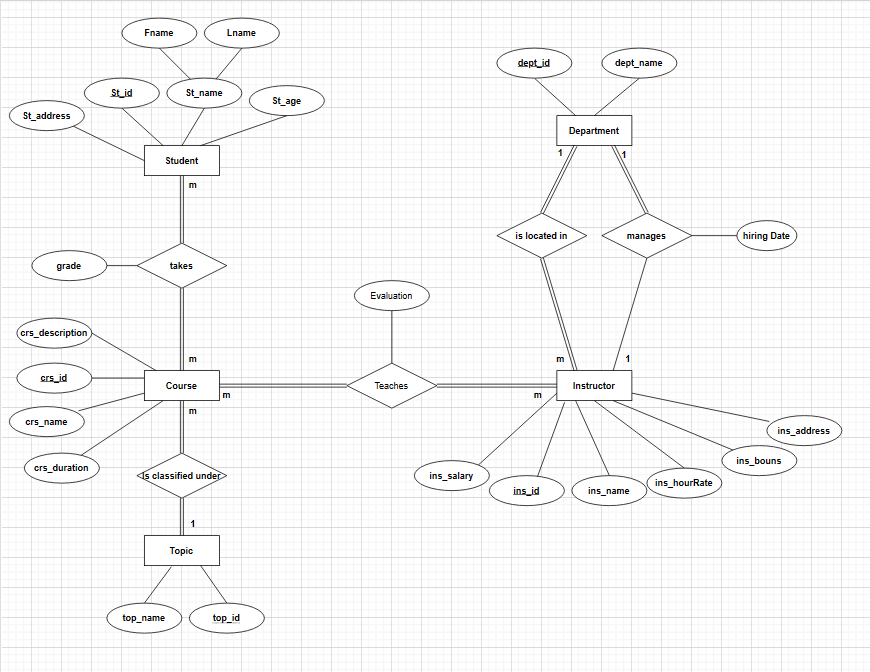 Fname
Lname
dept_id
dept_name
St_id
St_name
St_age
St_address
Department
Student
1
1
m
is located in
manages
hiring Date
grade
takes
Evaluation
crs_description
m
m
1
crs_id
Course
Teaches
Instructor
m
m
m
crs_name
ins_address
crs_duration
Is classified under
ins_salary
ins_id
ins_name
ins_hourRate
ins_bouns
1
Topic
top_name
top_id